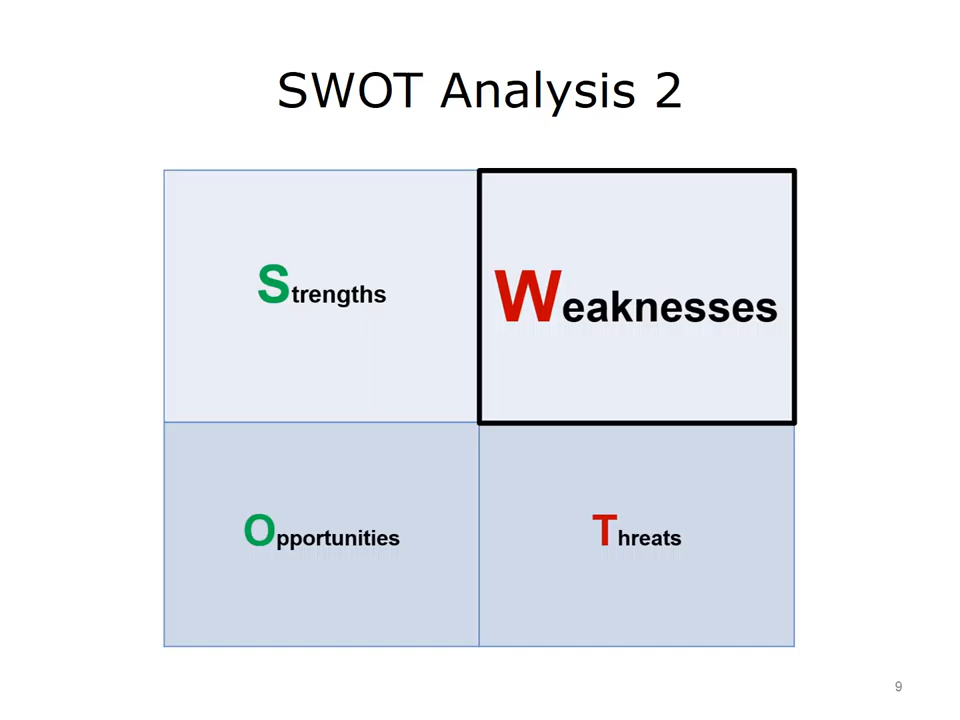 SWOT Analysis 2
Strengths
Weaknesses
Opportunities
Threats
9